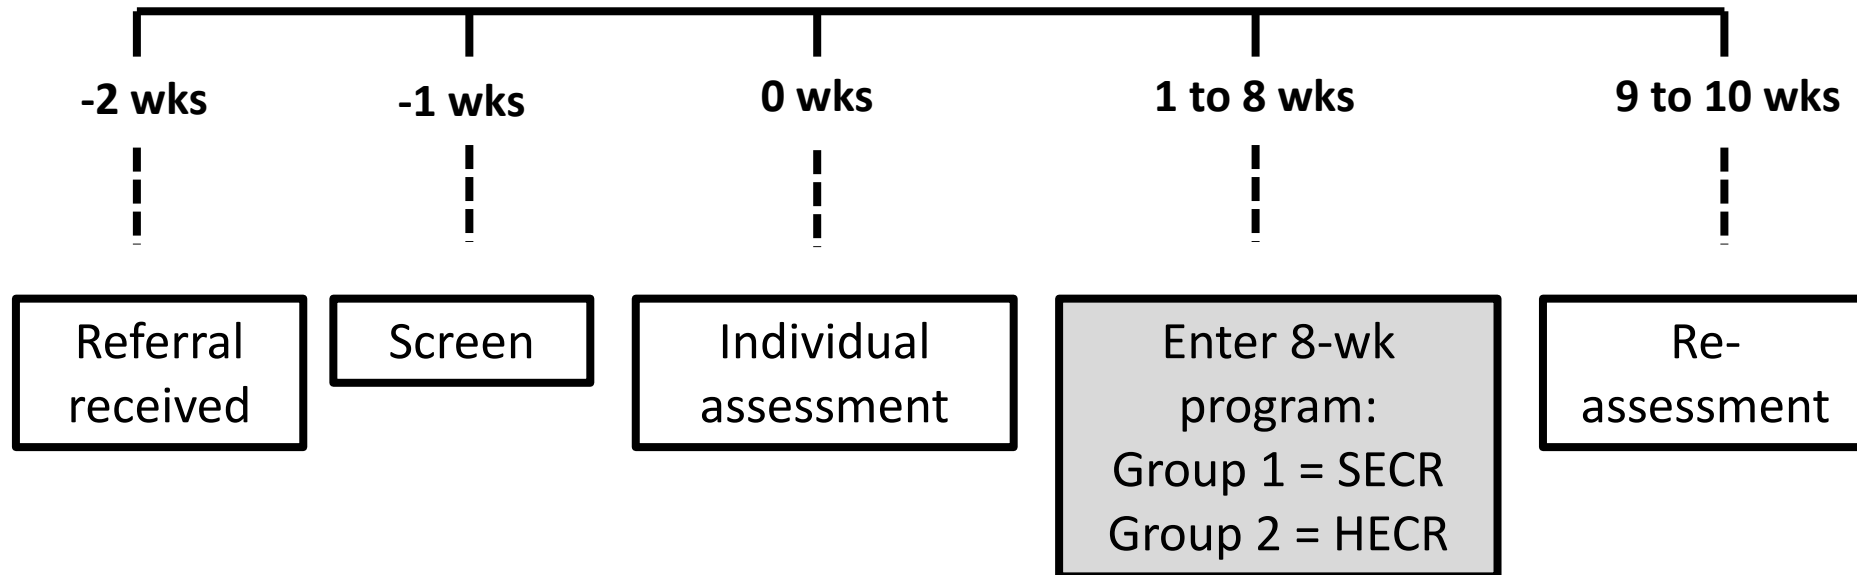 -2 wks
-1 wks
0 wks
1 to 8 wks
9 to 10 wks
Referral
received
Screen
Individual
assessment
Enter 8-wk
program:
Group 1 = SECR
Group 2 = HECR
Re-
assessment